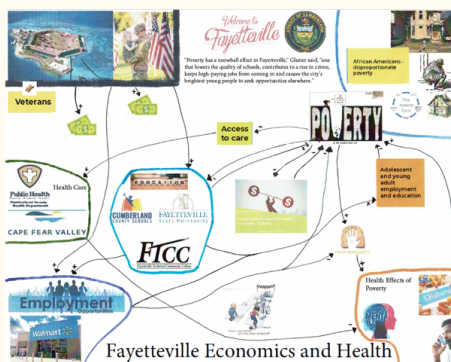 Welcome to
Fayetteville
"Poverty has a snowball effect in Fayetteville," Glazier said, "one
that lowers the quality of schools, contributes to a rise in crime,
keeps high-paying jobs from coming in and causes the city's
brightest young people to seek opportunities elsewhere."
African Americans -
disproportionate
poverty
Veterans
Access
to care
POVERTY
Public Health
Health Care
CAPE FEAR VALLEY
EDUCATION
CUMBERLAND
COUNTY SCHOOLS
FAYETTEVILLE
STATE UNIVERSITY
FTCC
Fayetteville Technical Community College
Adolescent
and young
adult
employment
and education
Employment
Opportunities
Walmart
Health Effects of
Poverty
Fayetteville Economics and Health